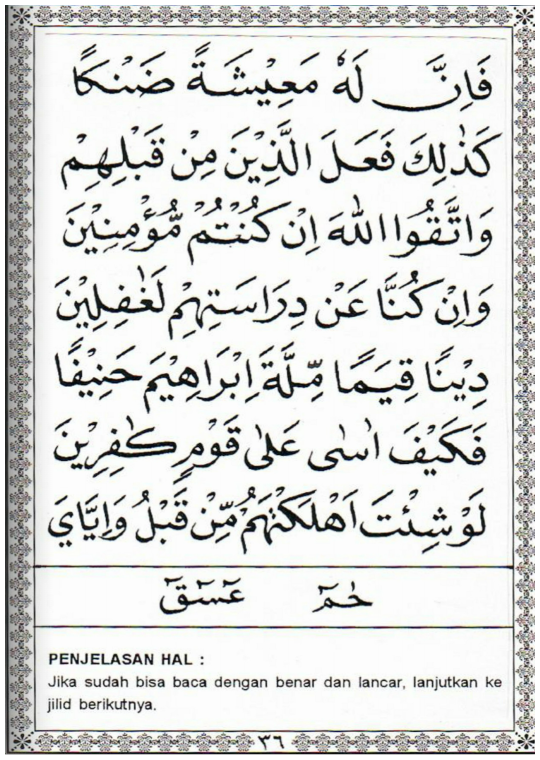 فَاِنَّ لَهٗ مَعِيْشَةً ضَنْكًا
كَذٰلِكَ فَعَلَ الَّذِيْنَ مِنْ قَبْلِهِمْ
وَاتَّقُوا اللهَ اِنْ كُنْتُمْ مُّؤْمِنِيْنَ
وَاِنْ كُنَّا عَنْ دِرَاسَتِهِمْ لَغٰفِلِيْنَ
دِيْنًا قِيَمًا مِّلَّةَ اِبْرَاهِيْمَ حَنِيْفًا
فَكَيْفَ اٰسٰى عَلٰى قَوْمٍ كٰفِرِيْنَ
لَوْ شِئْتَ اَهْلَكْتَهُمْ مِّنْ قَبْلُ وَاِيَّايَ
حٰمٓ عٓسٓقٓ
PENJELASAN HAL :
Jika sudah bisa baca dengan benar dan lancar, lanjutkan ke
jilid berikutnya.
٣٦